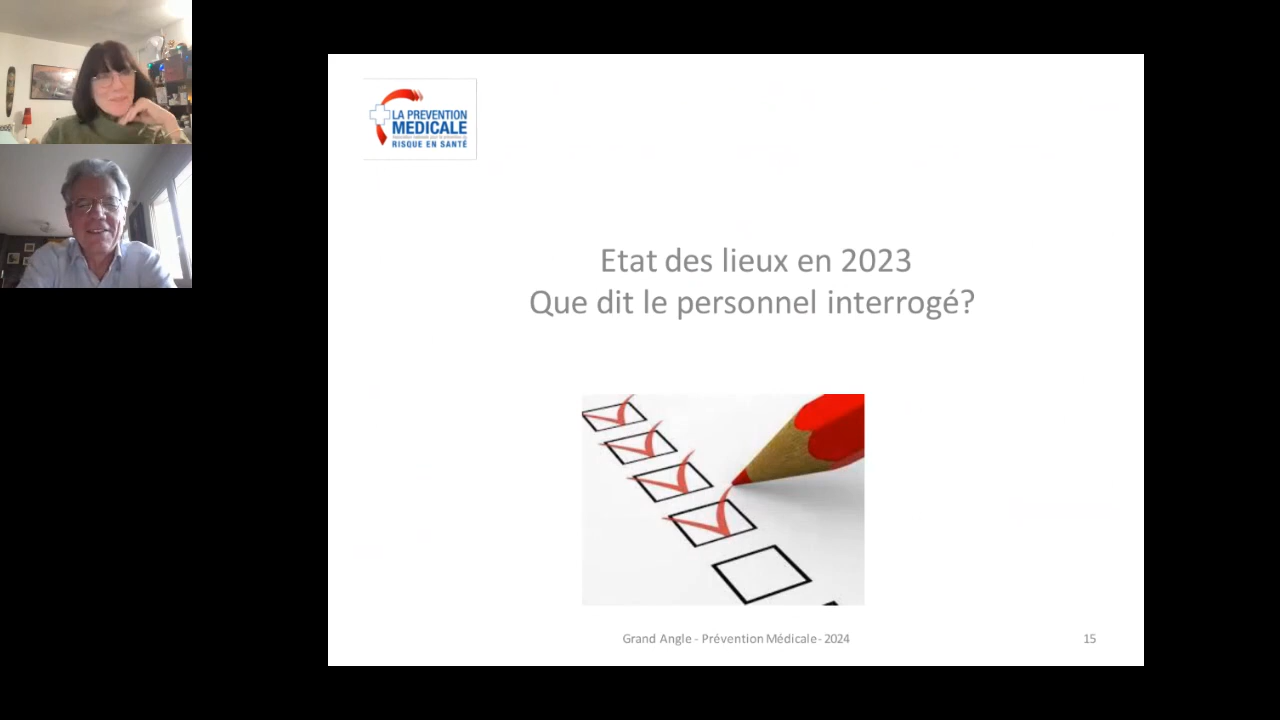 LA PREVENTION
MEDICALE
RISQUE EN SANTÉ
Etat des lieux en 2023
Que dit le personnel interrogé?
Grand Angle - Prévention Médicale- 2024
15